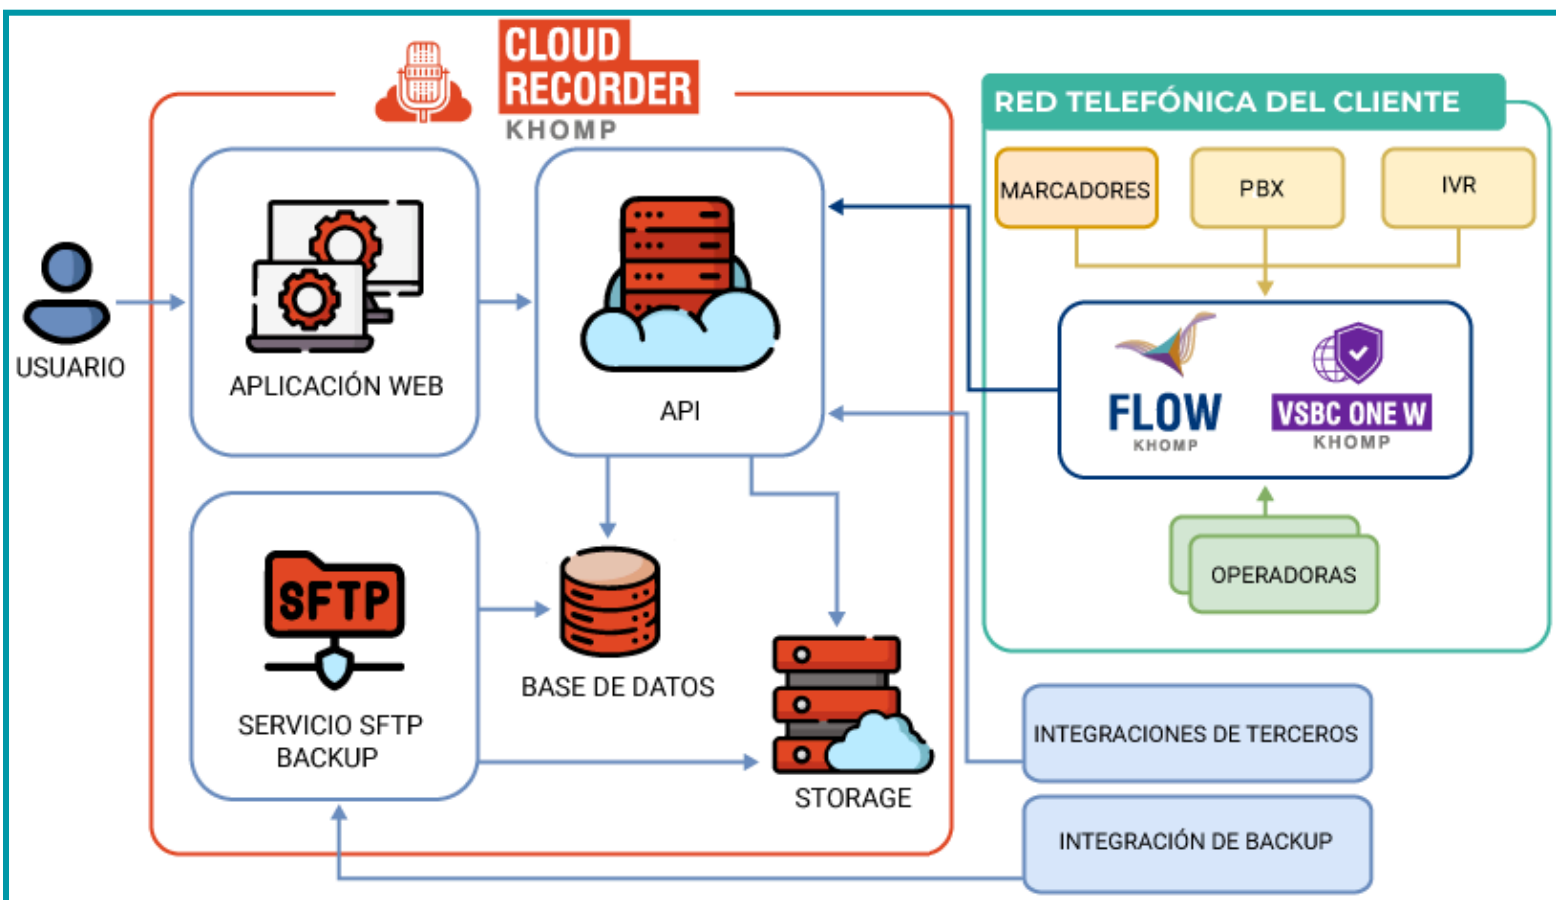 CLOUD
RECORDER
KHOMP
RED TELEFÓNICA DEL CLIENTE
MARCADORES
PBX
IVR
USUARIO
APLICACIÓN WEB
API
FLOW
KHOMP
VSBC ONE W
KHOMP
OPERADORAS
SFTP
SERVICIO SFTP
BACKUP
BASE DE DATOS
STORAGE
INTEGRACIONES DE TERCEROS
INTEGRACIÓN DE BACKUP